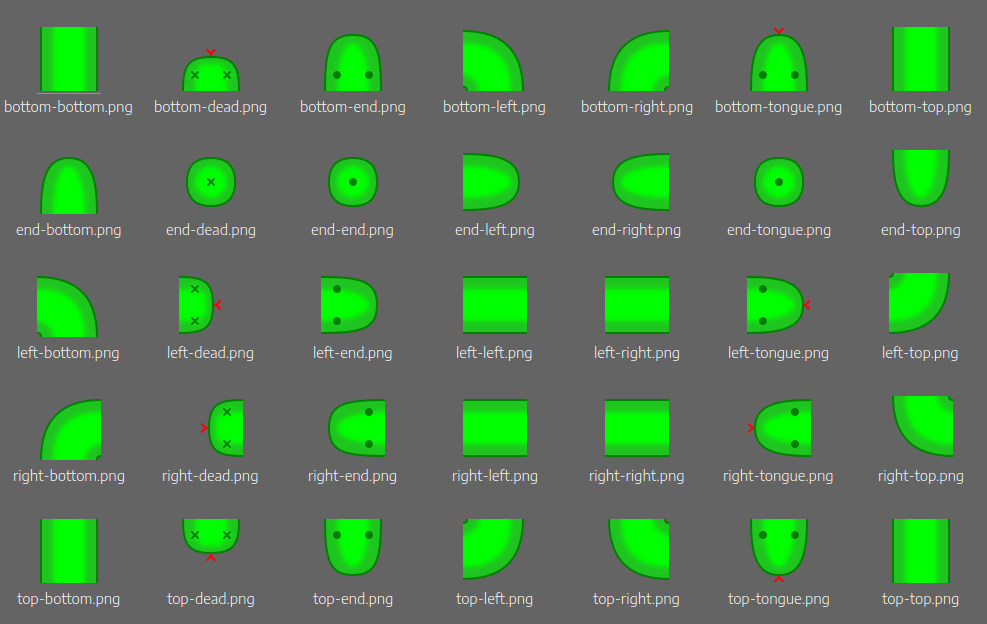 bottom-bottom.png bottom-dead.png bottom-end.png bottom-left.png bottom-right.png bottom-tongue.png bottom-top.png
end-bottom.png end-dead.png end-end.png end-left.png end-right.png end-tongue.png end-top.png
left-bottom.png left-dead.png left-end.png left-left.png left-right.png left-tongue.png left-top.png
right-bottom.png right-dead.png right-end.png right-left.png right-right.png right-tongue.png right-top.png
top-bottom.png top-dead.png top-end.png top-left.png top-right.png top-tongue.png top-top.png